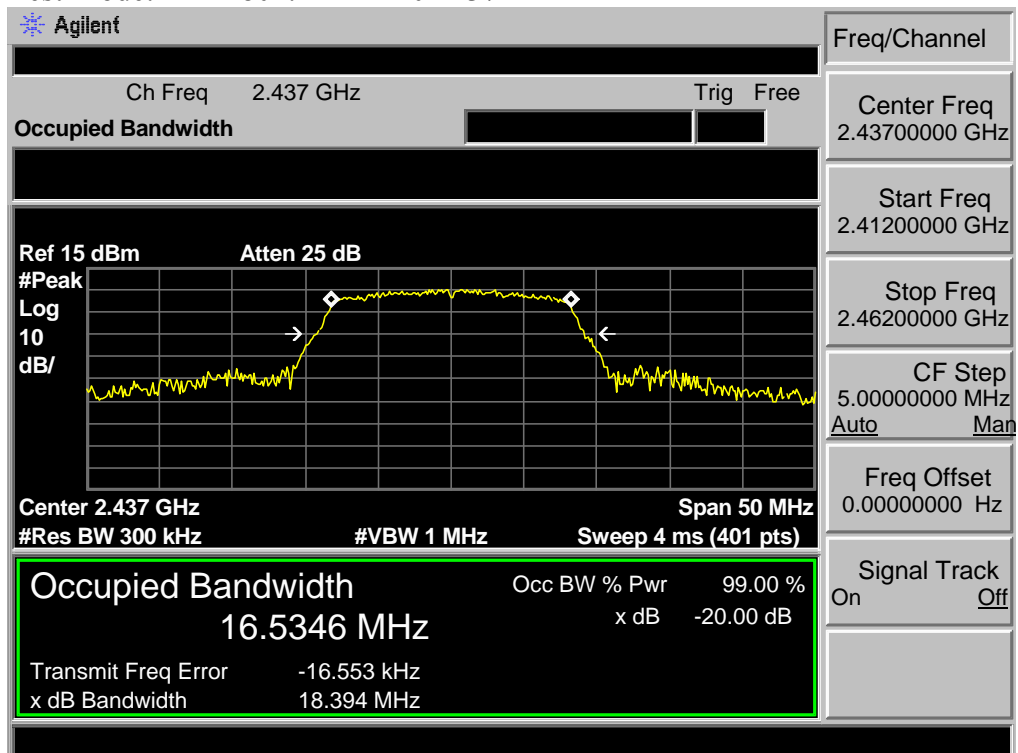 Agilent
Freq/Channel
Ch Freq 2.437 GHz Trig Free
Occupied Bandwidth
Center Freq
2.43700000 GHz
Start Freq
2.41200000 GHz
Ref 15 dBm Atten 25 dB
#Peak
Log
10
dB/
Stop Freq
2.46200000 GHz
CF Step
5.00000000 MHz
Auto Man
Center 2.437 GHz Span 50 MHz
#Res BW 300 kHz #VBW 1 MHz Sweep 4 ms (401 pts)
Freq Offset
0.00000000 Hz
Occupied Bandwidth Occ BW % Pwr 99.00 %
16.5346 MHz x dB -20.00 dB
Transmit Freq Error -16.553 kHz
x dB Bandwidth 18.394 MHz
Signal Track
On Off